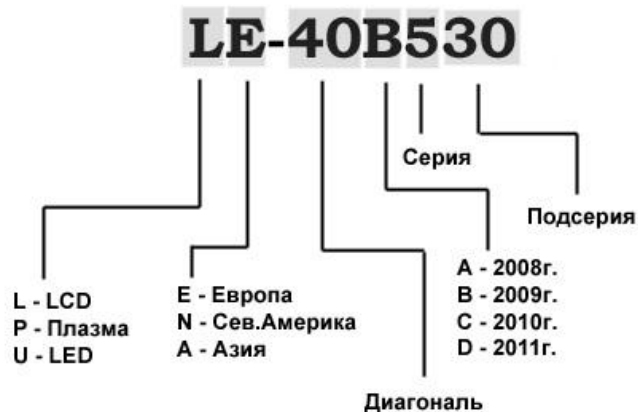 LE-40B530
Серия
Подсерия
L - LCD
P - Плазма
U - LED
E - Европа
N - Сев.Америка
A - Азия
A - 2008г.
B - 2009г.
C - 2010г.
D - 2011г.
Диагональ